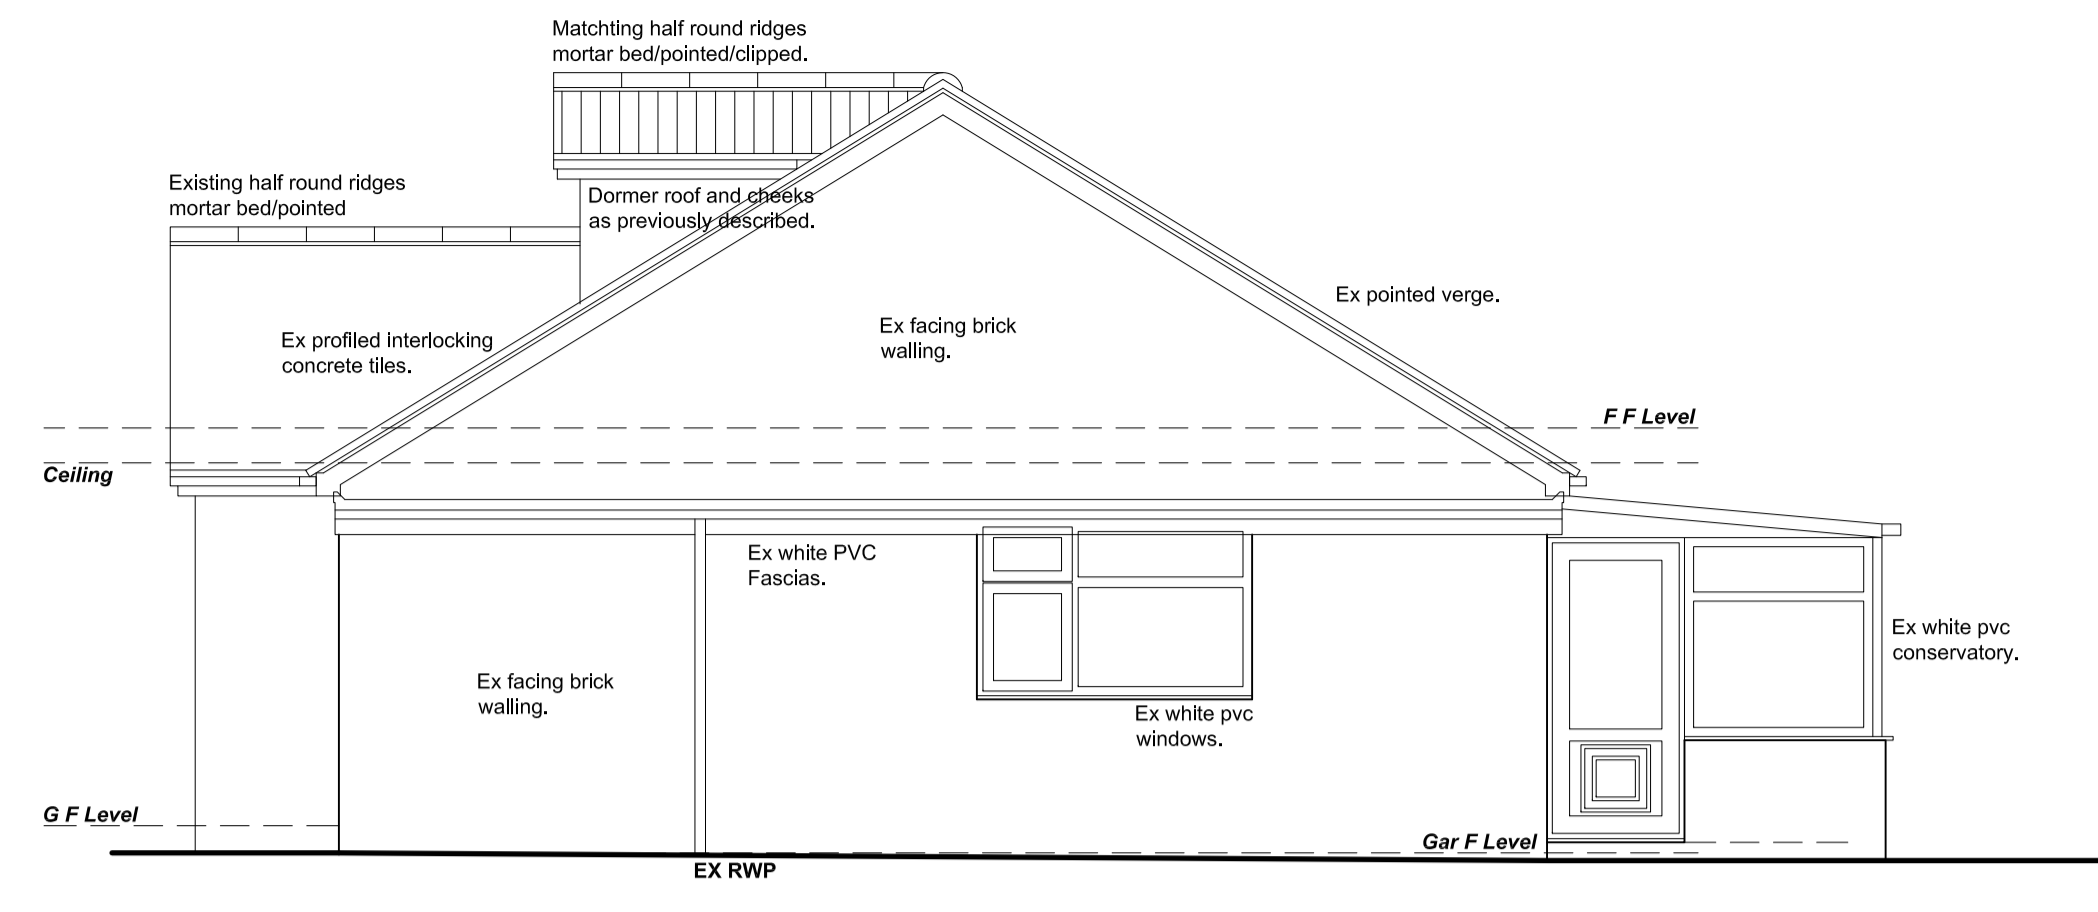 Matchting half round ridges
mortar bed/pointed/clipped.
Existing half round ridges
mortar bed/pointed
Dormer roof and cheeks
as previously described.
Ex pointed verge.
Ex facing brick
walling.
Ex profiled interlocking
concrete tiles.
F F Level
Ceiling
Ex white PVC
Fascias.
Ex white pvc
conservatory.
Ex facing brick
walling.
Ex white pvc
windows.
G F Level
Gar F Level
EX RWP